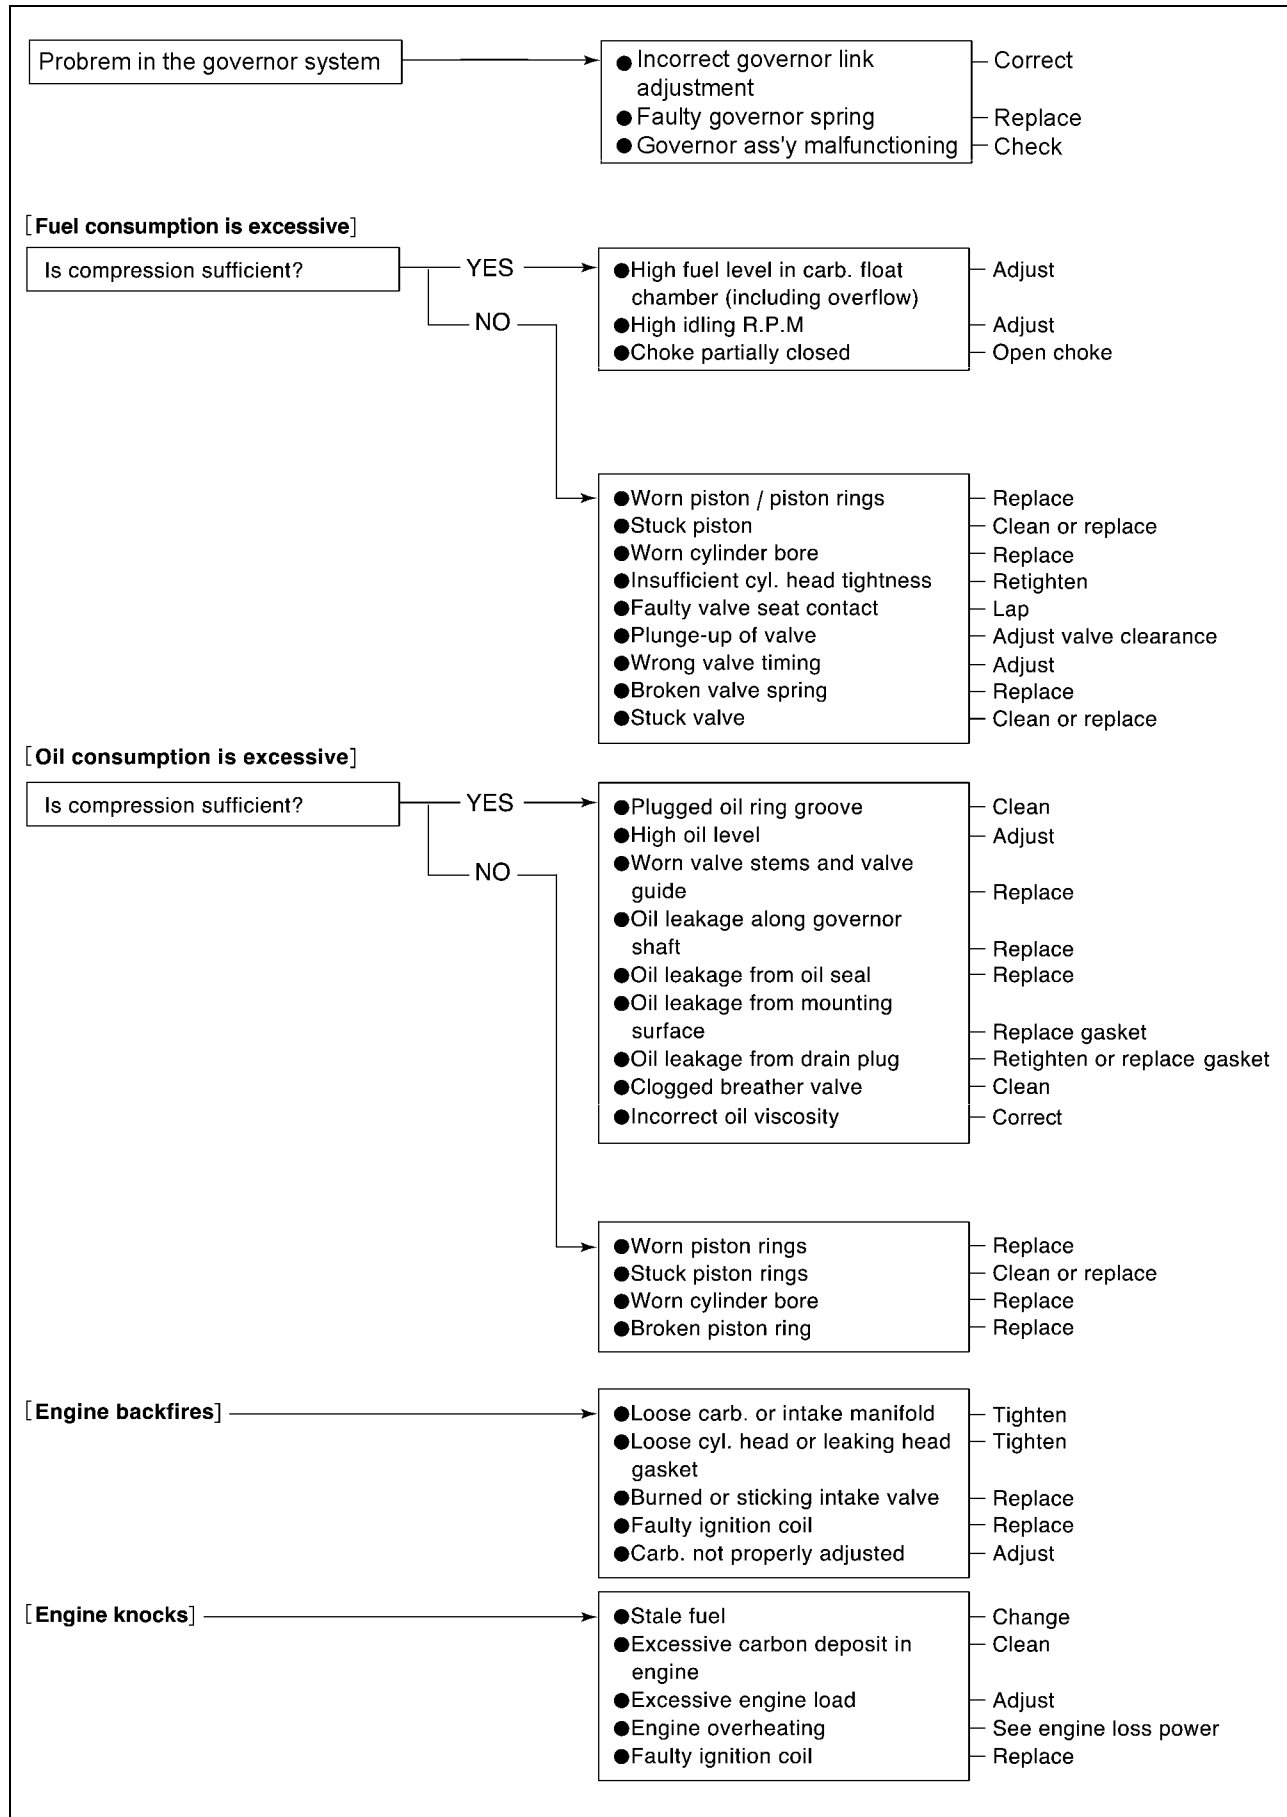 Probrem in the governor system
● Incorrect governor link — Correct
adjustment
● Faulty governor spring — Replace
● Governor ass'y malfunctioning — Check
[Fuel consumption is excessive]
Is compression sufficient?
YES
●High fuel level in carb. float — Adjust
chamber (including overflow)
NO
●High idling R.P.M — Adjust
●Choke partially closed — Open choke
●Worn piston / piston rings — Replace
●Stuck piston — Clean or replace
●Worn cylinder bore — Replace
●Insufficient cyl. head tightness — Retighten
●Faulty valve seat contact — Lap
●Plunge-up of valve — Adjust valve clearance
●Wrong valve timing — Adjust
●Broken valve spring — Replace
●Stuck valve — Clean or replace
[Oil consumption is excessive]
Is compression sufficient?
YES
●Plugged oil ring groove — Clean
●High oil level — Adjust
NO
●Worn valve stems and valve
guide — Replace
●Oil leakage along governor
shaft — Replace
●Oil leakage from oil seal — Replace
●Oil leakage from mounting
surface — Replace gasket
●Oil leakage from drain plug — Retighten or replace gasket
●Clogged breather valve — Clean
●Incorrect oil viscosity — Correct
●Worn piston rings — Replace
●Stuck piston rings — Clean or replace
●Worn cylinder bore — Replace
●Broken piston ring — Replace
[Engine backfires]
●Loose carb. or intake manifold — Tighten
●Loose cyl. head or leaking head — Tighten
gasket
●Burned or sticking intake valve — Replace
●Faulty ignition coil — Replace
●Carb. not properly adjusted — Adjust
[Engine knocks]
●Stale fuel — Change
●Excessive carbon deposit in — Clean
engine
●Excessive engine load — Adjust
●Engine overheating — See engine loss power
●Faulty ignition coil — Replace